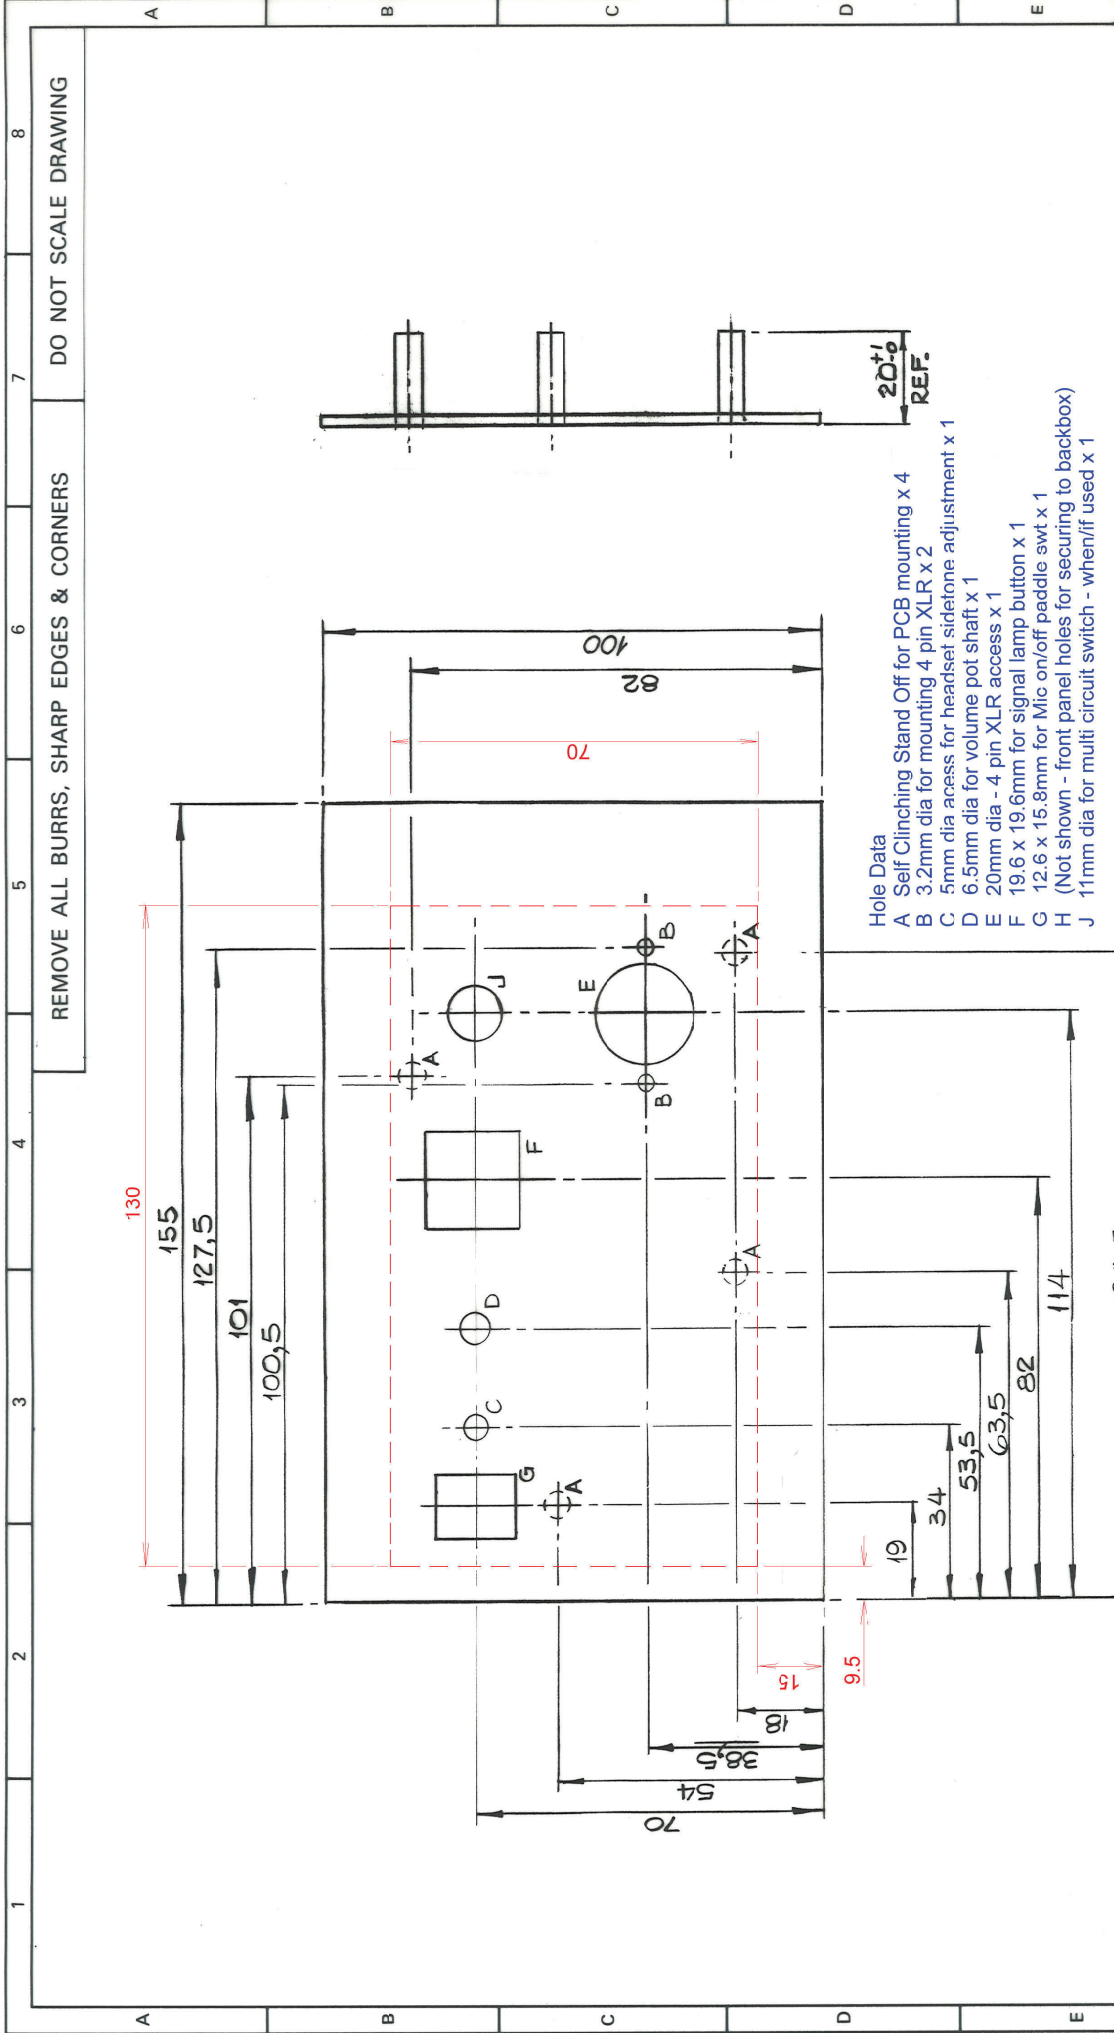 1 2 3 4 5 6 7 8
REMOVE ALL BURRS, SHARP EDGES & CORNERS
DO NOT SCALE DRAWING
A
B
C
D
E
A
B
C
D
E
130
155
127,5
101
100,5
G
C
D
F
J
A
A
A
A
B
B
E
70
82
100
70
54
38,5
18
15
9.5
19
34
53,5
63,5
82
114
20 +1 -0
REF.
Hole Data
A Self Clinching Stand Off for PCB mounting x 4
B 3.2mm dia for mounting 4 pin XLR x 2
C 5mm dia acess for headset sidetone adjustment x 1
D 6.5mm dia for volume pot shaft x 1
E 20mm dia - 4 pin XLR access x 1
F 19.6 x 19.6mm for signal lamp button x 1
G 12.6 x 15.8mm for Mic on/off paddle swt x 1
H (Not shown - front panel holes for securing to backbox)
J 11mm dia for multi circuit switch - when/if used x 1